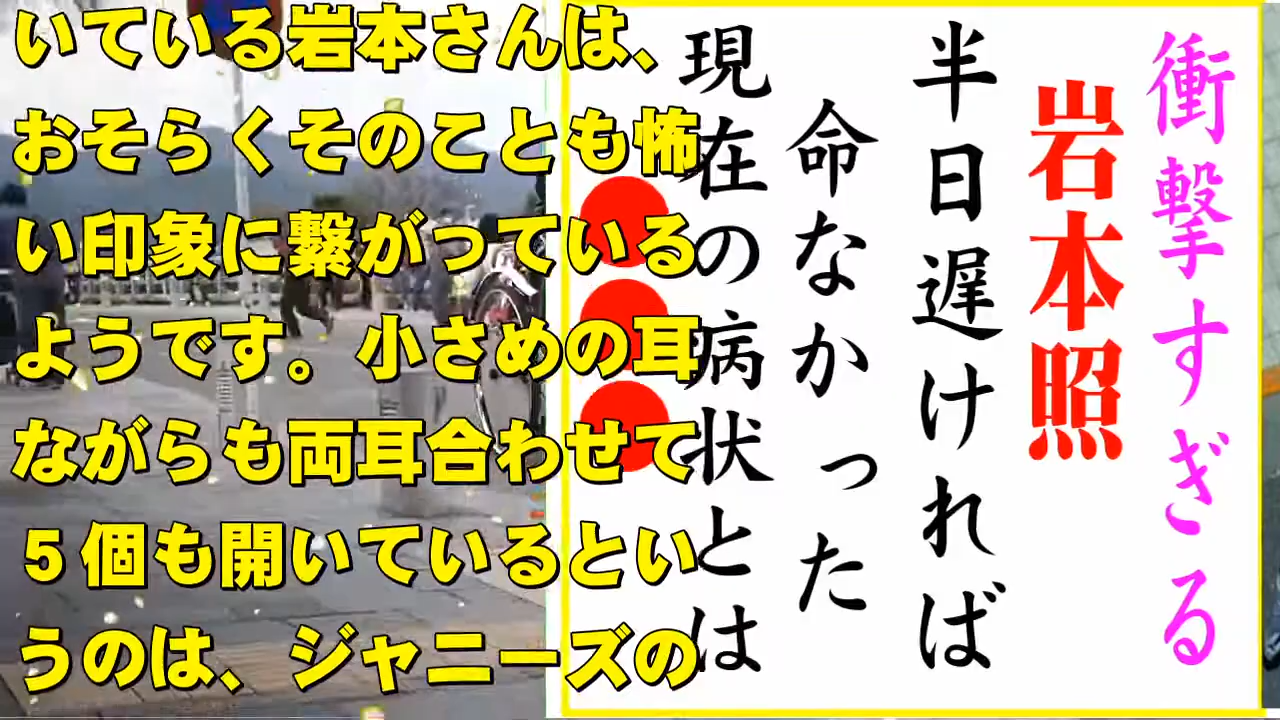 いている岩本さんは、
おそらくそのことも怖
い印象に繋がっている
ようです。小さめの耳
ながらも両耳合わせて
５個も開いているとい
うのは、ジャニーズの
衝撃すぎる
岩本照
半日遅ければ
命なかった
現在の病状とは